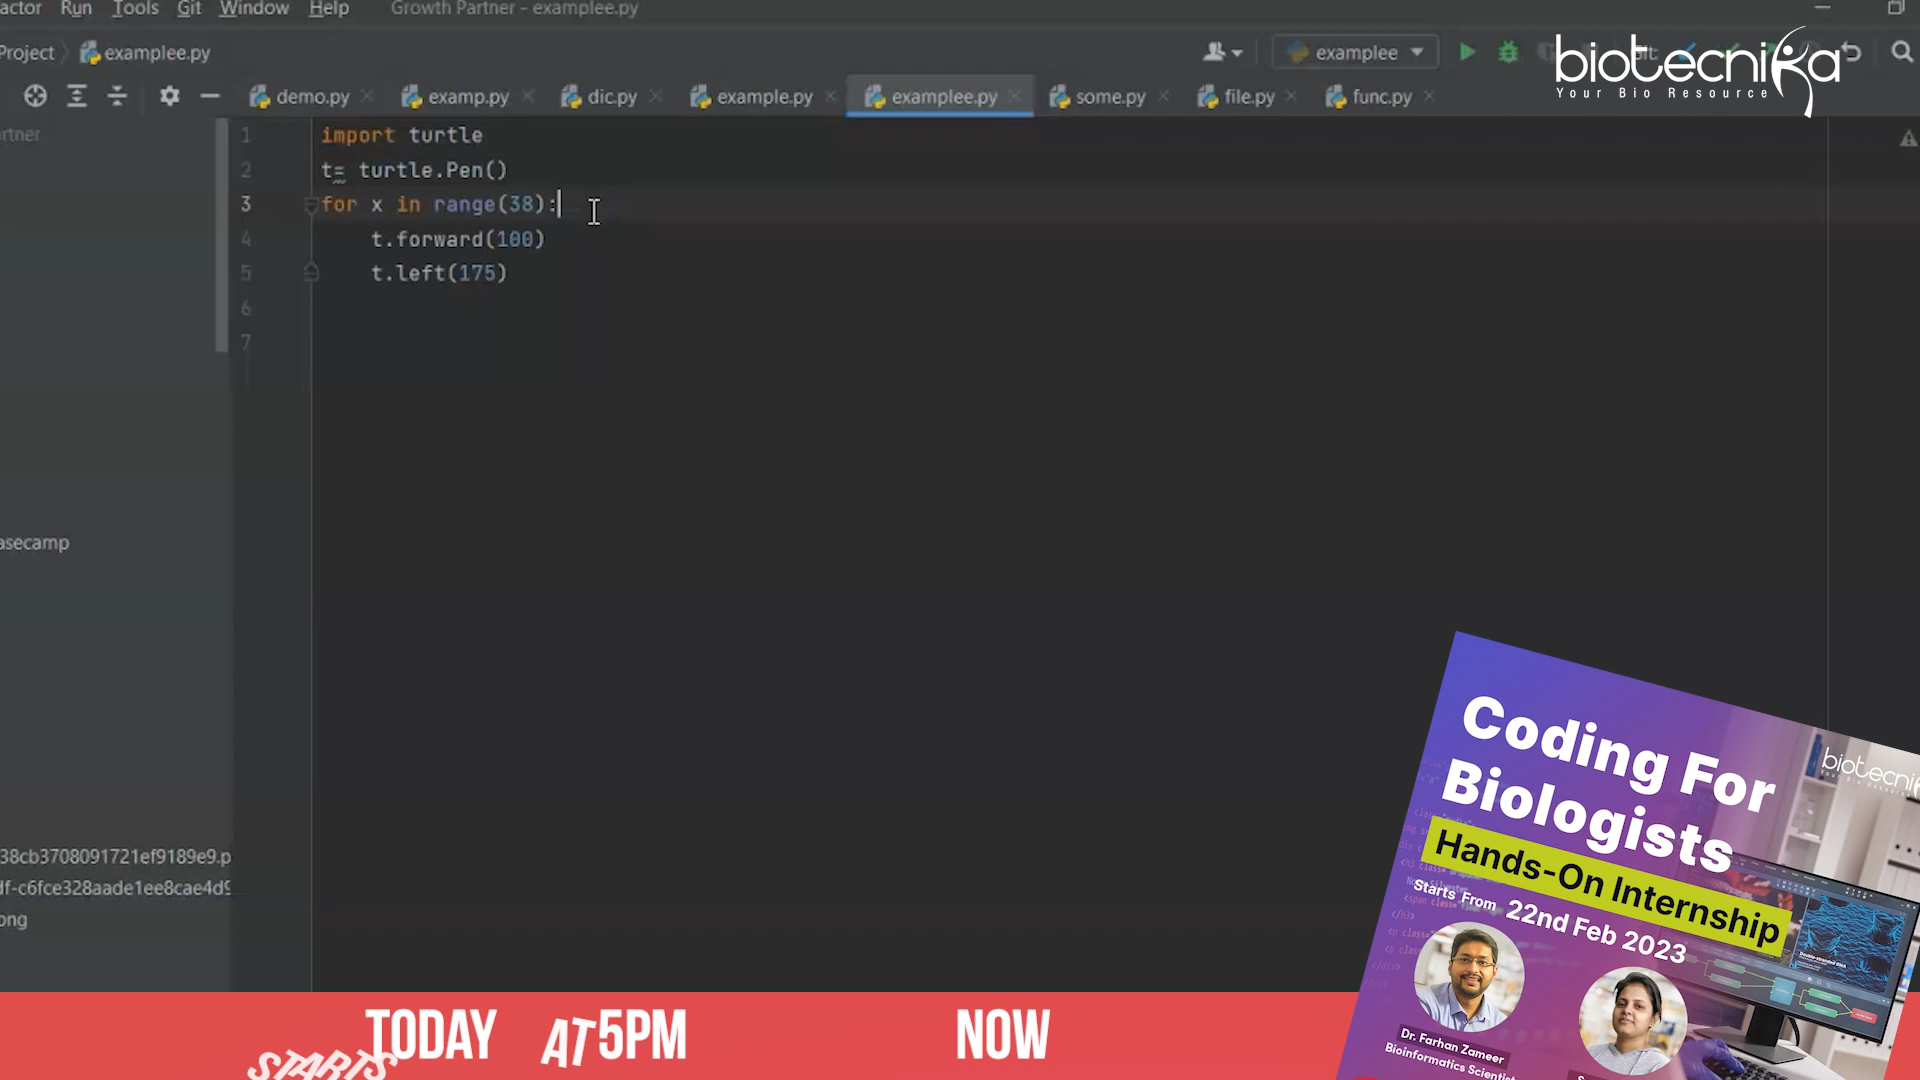 actor Run Tools Git Window Help Growth Partner - examplee.py
Project examplee.py examplee
biotecnika
Your Bio Resource
demo.py examp.py dic.py example.py examplee.py some.py file.py func.py
rtner
1 import turtle
2 t= turtle.Pen()
3 for x in range(38):
4 t.forward(100)
5 t.left(175)
6
7
asecamp
38cb3708091721ef9189e9.p
df-c6fce328aade1ee8cae4d9
ong
Coding For
Biologists
Hands-On Internship
Starts From 22nd Feb 2023
biotecni
Dr. Farhan Zameer
Bioinformatics Scientist
STARTS TODAY AT 5PM NOW